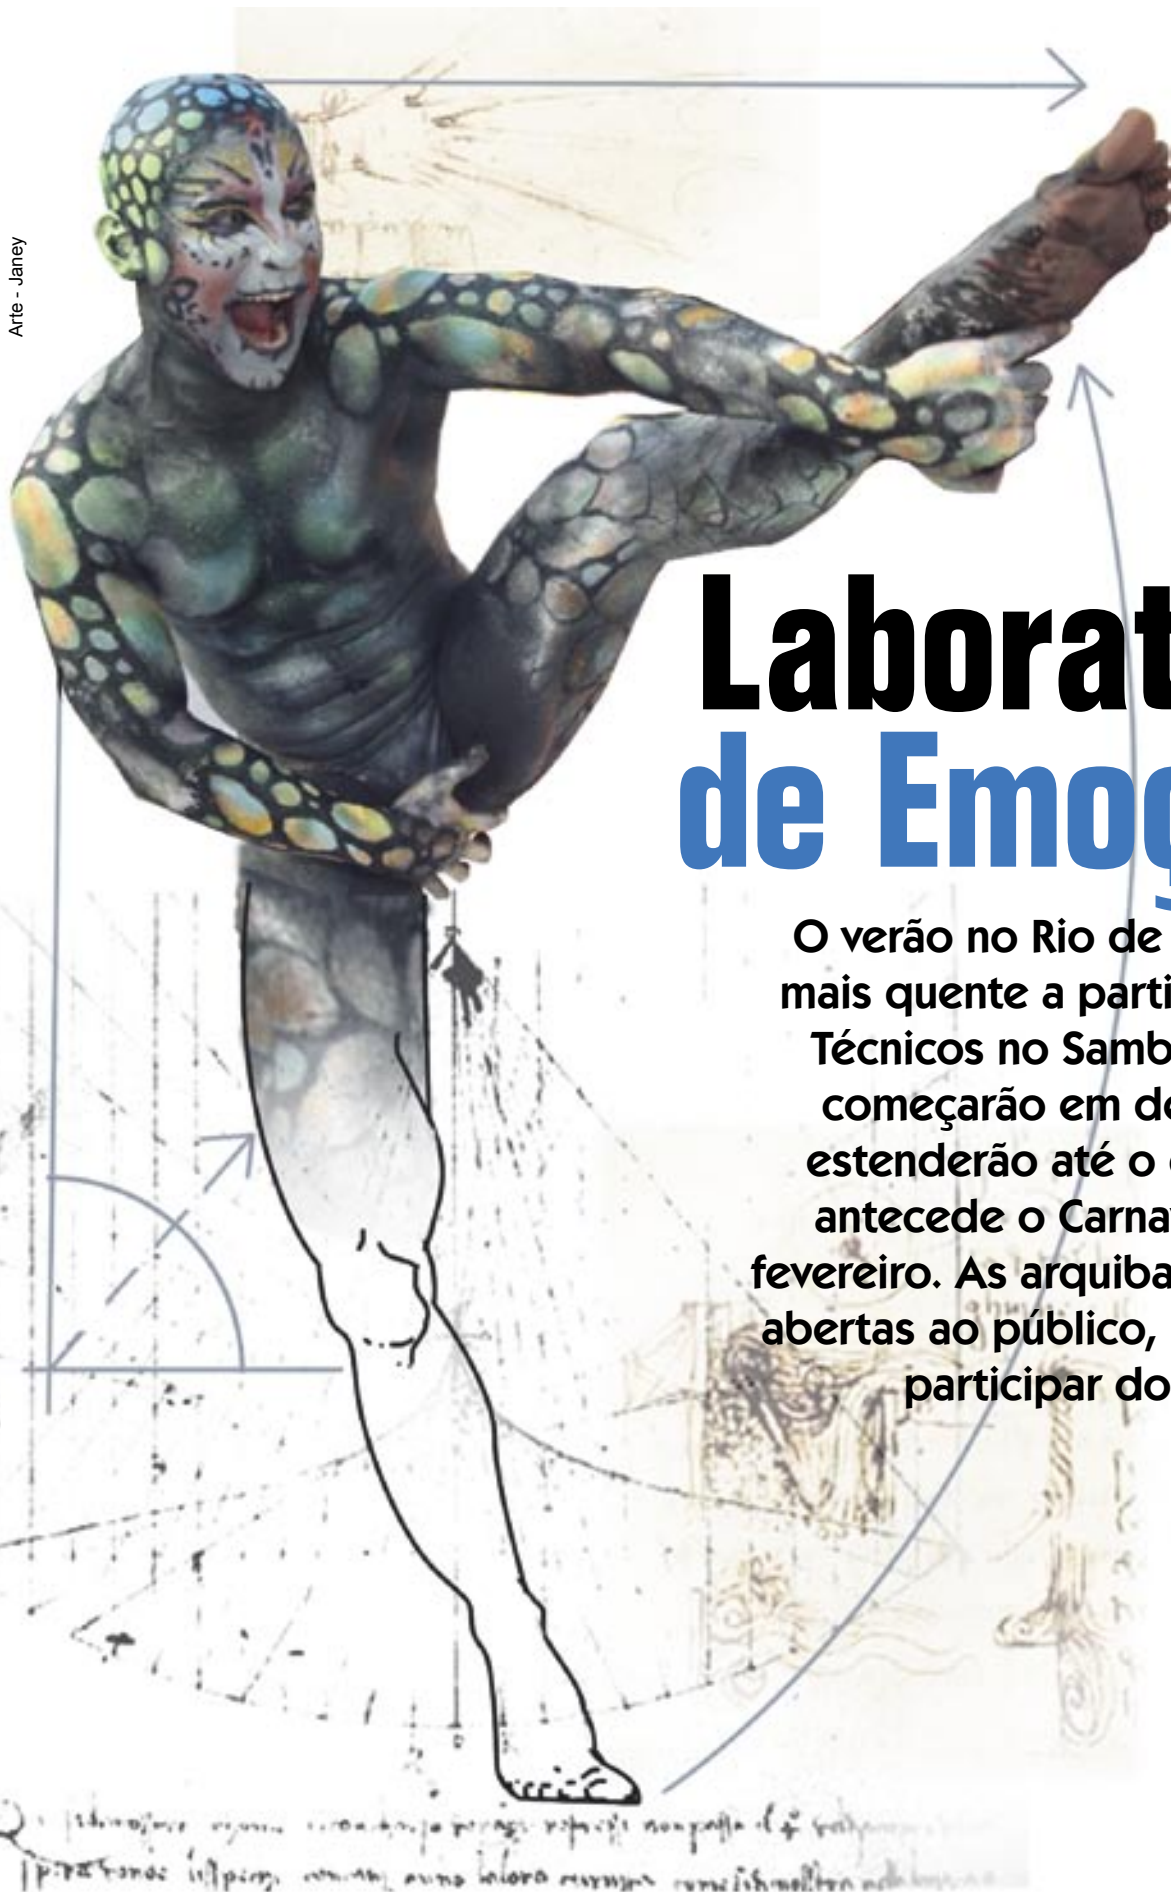 Arte - Janey
Laborat
de Emoç
O verão no Rio de
mais quente a parti
Técnicos no Samb
começarão em de
estenderão até o
antecede o Carna
fevereiro. As arquiba
abertas ao público,
participar do